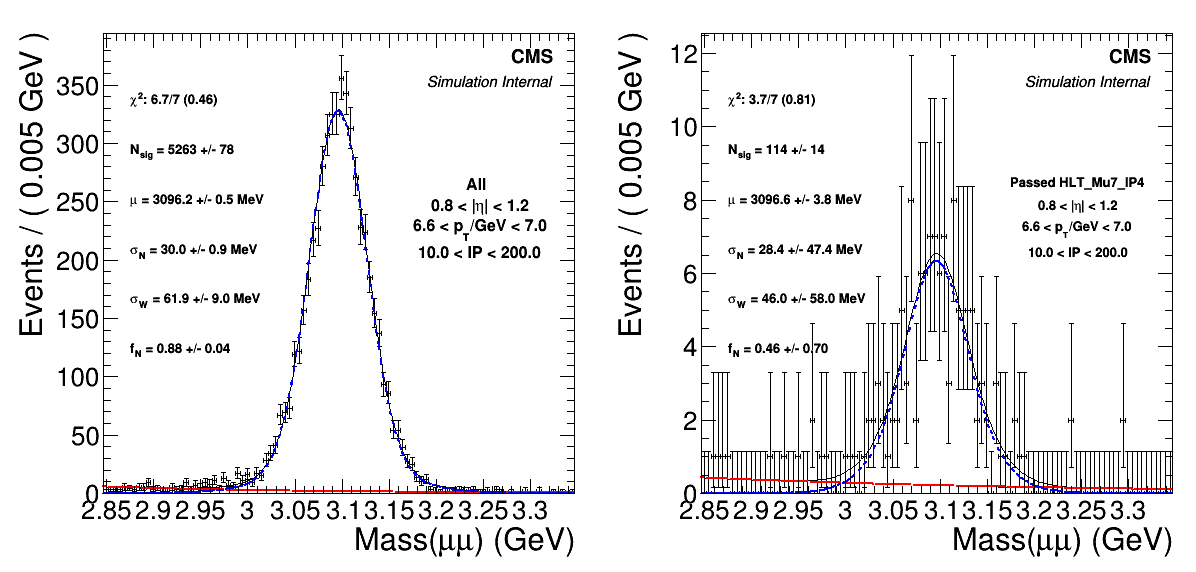 Events / ( 0.005 GeV )
350
300
250
200
150
100
50
0
CMS
Simulation Internal
χ²: 6.7/7 (0.46)
N_sig = 5263 +/- 78
μ = 3096.2 +/- 0.5 MeV
σ_N = 30.0 +/- 0.9 MeV
σ_W = 61.9 +/- 9.0 MeV
f_N = 0.88 +/- 0.04
All
0.8 < |η| < 1.2
6.6 < p_T/GeV < 7.0
10.0 < IP < 200.0
2.85 2.9 2.95 3 3.05 3.1 3.15 3.2 3.25 3.3
Mass(μμ) (GeV)
Events / ( 0.005 GeV )
12
10
8
6
4
2
0
CMS
Simulation Internal
χ²: 3.7/7 (0.81)
N_sig = 114 +/- 14
μ = 3096.6 +/- 3.8 MeV
σ_N = 28.4 +/- 47.4 MeV
σ_W = 46.0 +/- 58.0 MeV
f_N = 0.46 +/- 0.70
Passed HLT_Mu7_IP4
0.8 < |η| < 1.2
6.6 < p_T/GeV < 7.0
10.0 < IP < 200.0
2.85 2.9 2.95 3 3.05 3.1 3.15 3.2 3.25 3.3
Mass(μμ) (GeV)